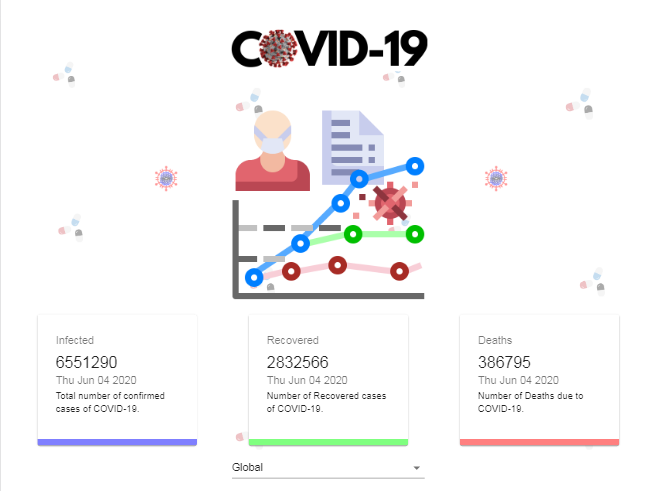 COVID-19
Infected
6551290
Thu Jun 04 2020
Total number of confirmed
cases of COVID-19.
Recovered
2832566
Thu Jun 04 2020
Number of Recovered cases
of COVID-19.
Deaths
386795
Thu Jun 04 2020
Number of Deaths due to
COVID-19.
Global